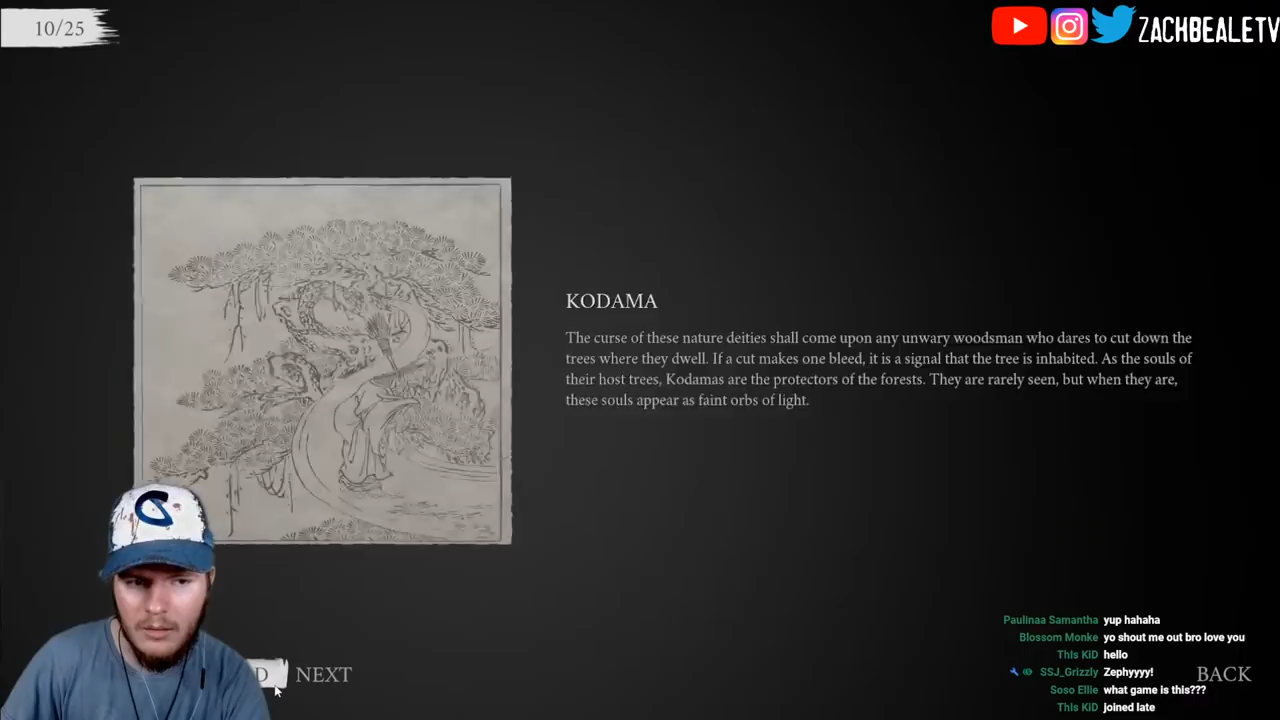 10/25
ZACHBEALETV
KODAMA
The curse of these nature deities shall come upon any unwary woodsman who dares to cut down the
trees where they dwell. If a cut makes one bleed, it is a signal that the tree is inhabited. As the souls of
their host trees, Kodamas are the protectors of the forests. They are rarely seen, but when they are,
these souls appear as faint orbs of light.
Paulinaa Samantha yup hahaha
Blossom Monke yo shout me out bro love you
This KiD hello
SSJ_Grizzly Zephyyyy!
Soso Ellie what game is this???
This KiD joined late
D NEXT
BACK